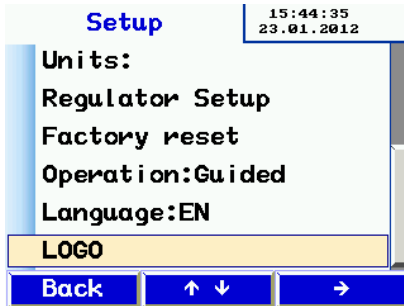 Setup
15:44:35
23.01.2012
Units:
Regulator Setup
Factory reset
Operation:Guided
Language:EN
LOGO
Back ↑ ↓ →